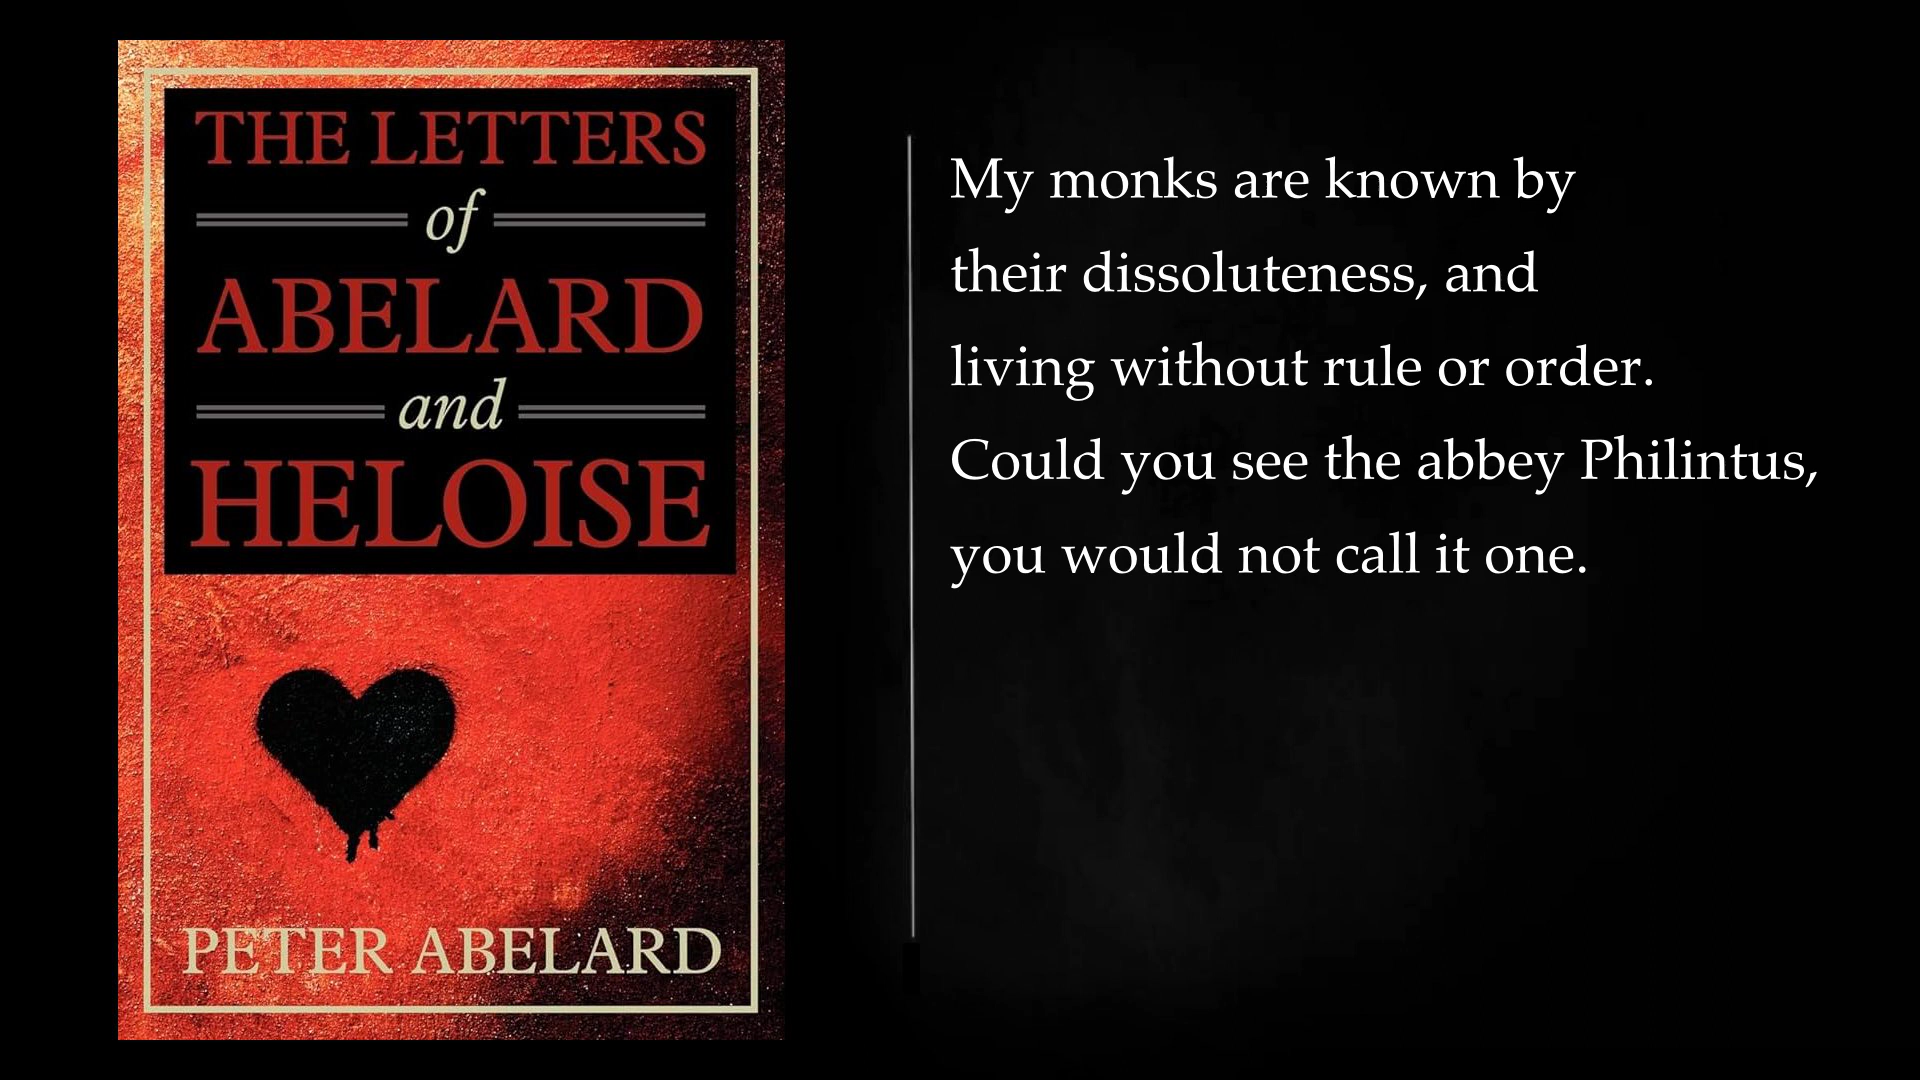 THE LETTERS
of
ABELARD
and
HELOISE
PETER ABELARD
My monks are known by
their dissoluteness, and
living without rule or order.
Could you see the abbey Philintus,
you would not call it one.